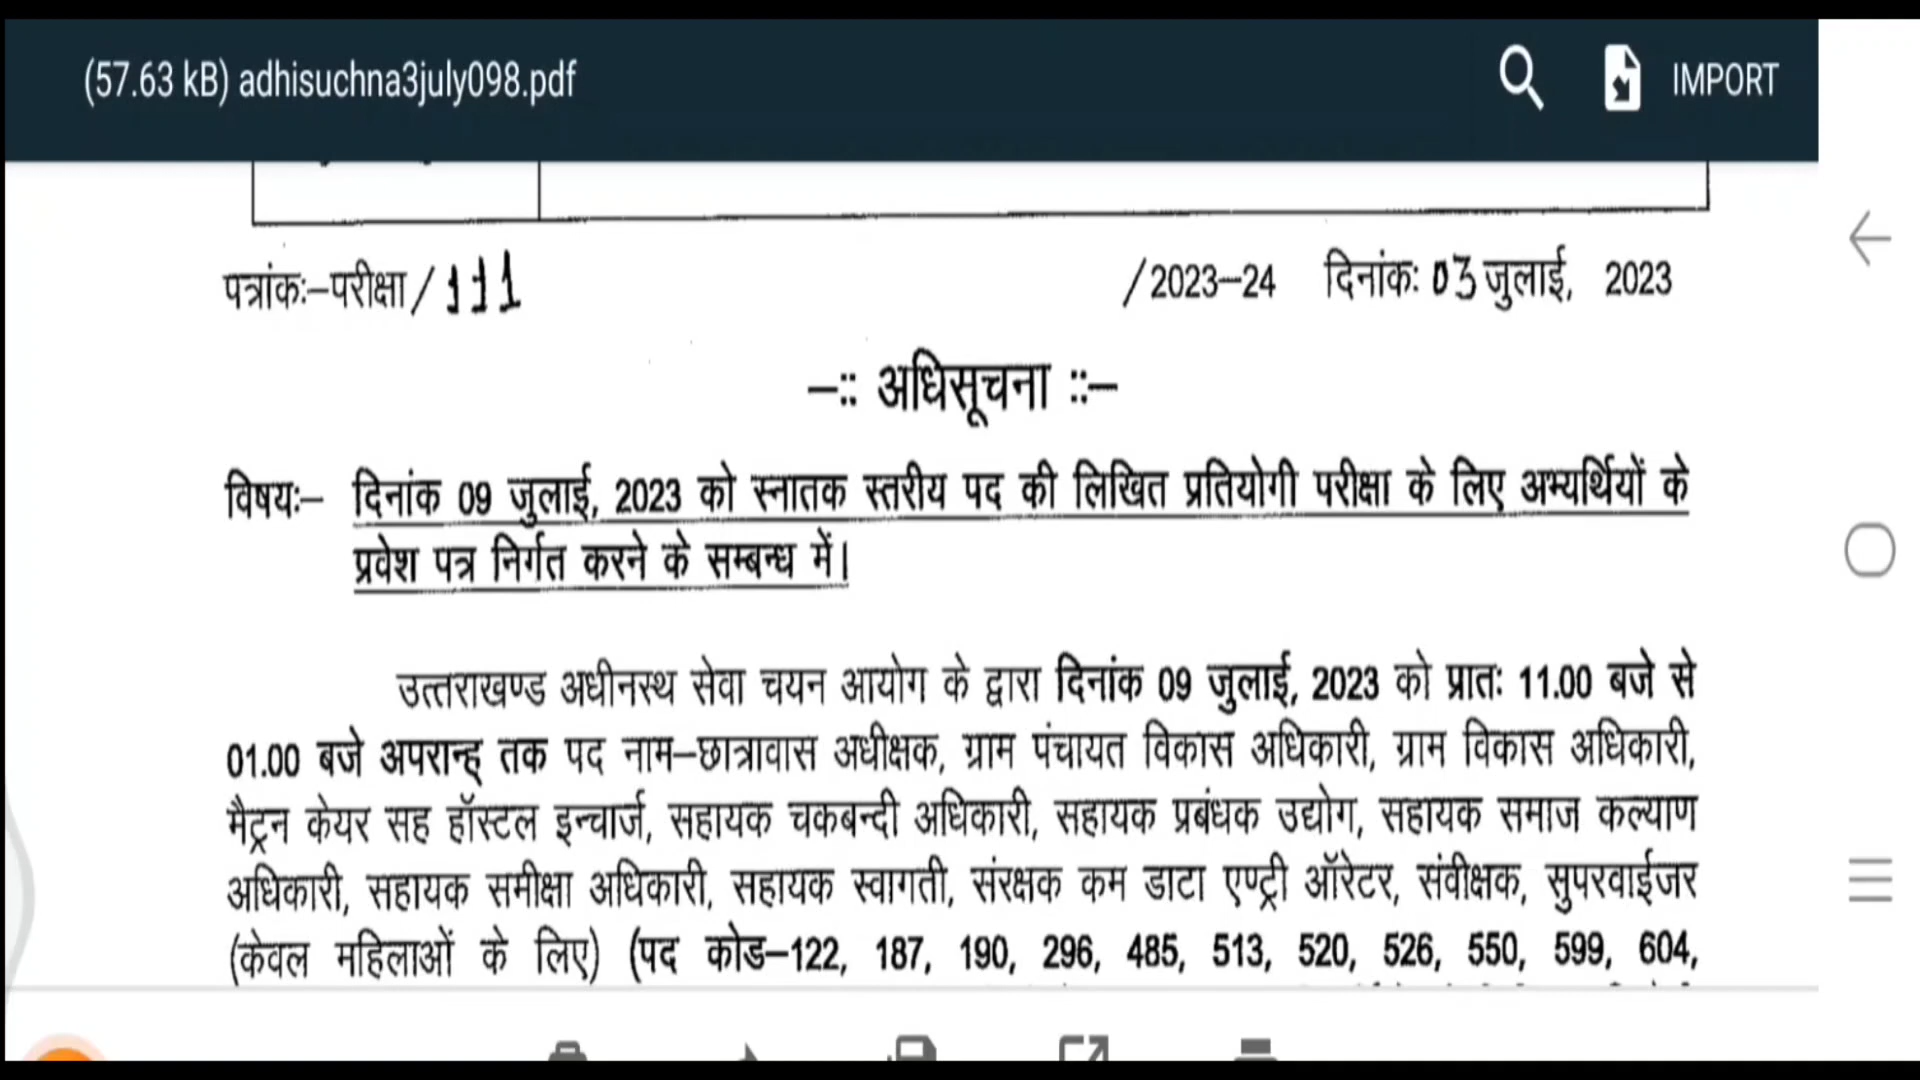 (57.63 kB) adhisuchna3july098.pdf
IMPORT
पत्रांकः–परीक्षा/111 /2023–24 दिनांकः 03 जुलाई, 2023
–:: अधिसूचना ::–
विषयः– दिनांक 09 जुलाई, 2023 को स्नातक स्तरीय पद की लिखित प्रतियोगी परीक्षा के लिए अभ्यर्थियों के
प्रवेश पत्र निर्गत करने के सम्बन्ध में।
उत्तराखण्ड अधीनस्थ सेवा चयन आयोग के द्वारा दिनांक 09 जुलाई, 2023 को प्रातः 11.00 बजे से
01.00 बजे अपरान्ह् तक पद नाम–छात्रावास अधीक्षक, ग्राम पंचायत विकास अधिकारी, ग्राम विकास अधिकारी,
मैट्रन केयर सह हॉस्टल इन्चार्ज, सहायक चकबन्दी अधिकारी, सहायक प्रबंधक उद्योग, सहायक समाज कल्याण
अधिकारी, सहायक समीक्षा अधिकारी, सहायक स्वागती, संरक्षक कम डाटा एण्ट्री ऑरेटर, संवीक्षक, सुपरवाईजर
(केवल महिलाओं के लिए) (पद कोड–122, 187, 190, 296, 485, 513, 520, 526, 550, 599, 604,